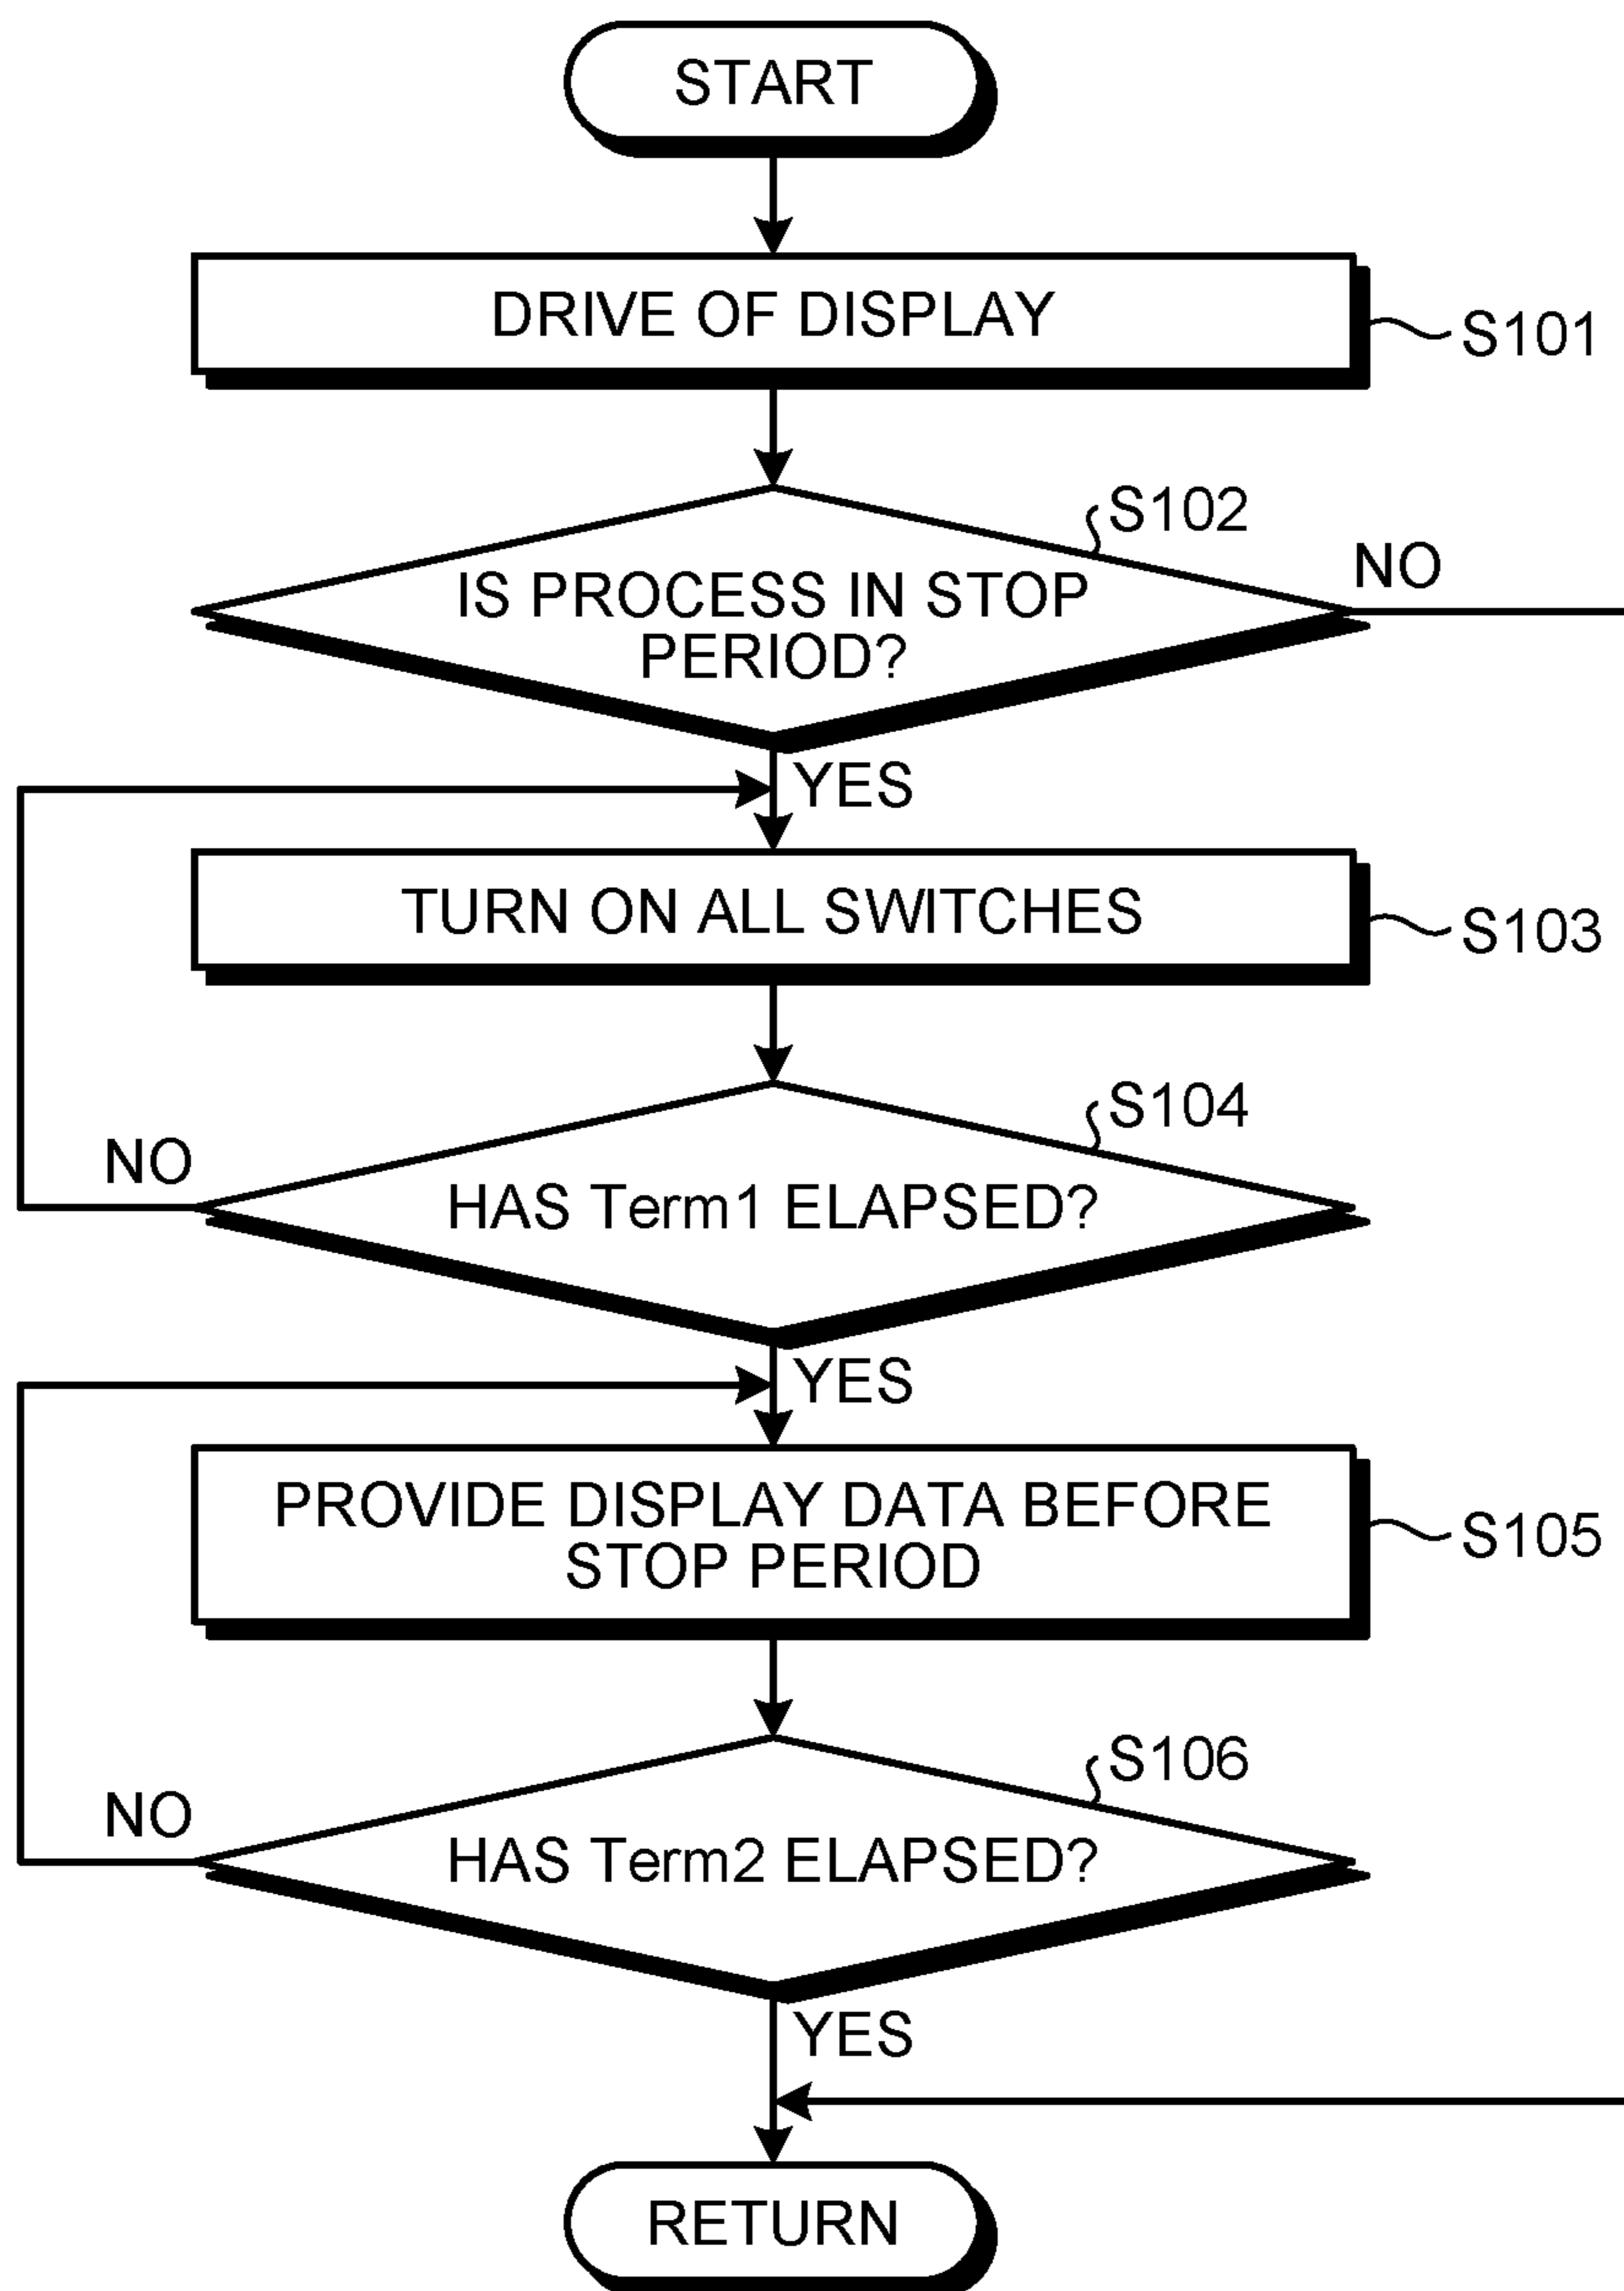 START
DRIVE OF DISPLAY
S101
S102
IS PROCESS IN STOP
PERIOD?
NO
YES
TURN ON ALL SWITCHES
S103
S104
NO
HAS Term1 ELAPSED?
YES
PROVIDE DISPLAY DATA BEFORE
STOP PERIOD
S105
S106
NO
HAS Term2 ELAPSED?
YES
RETURN